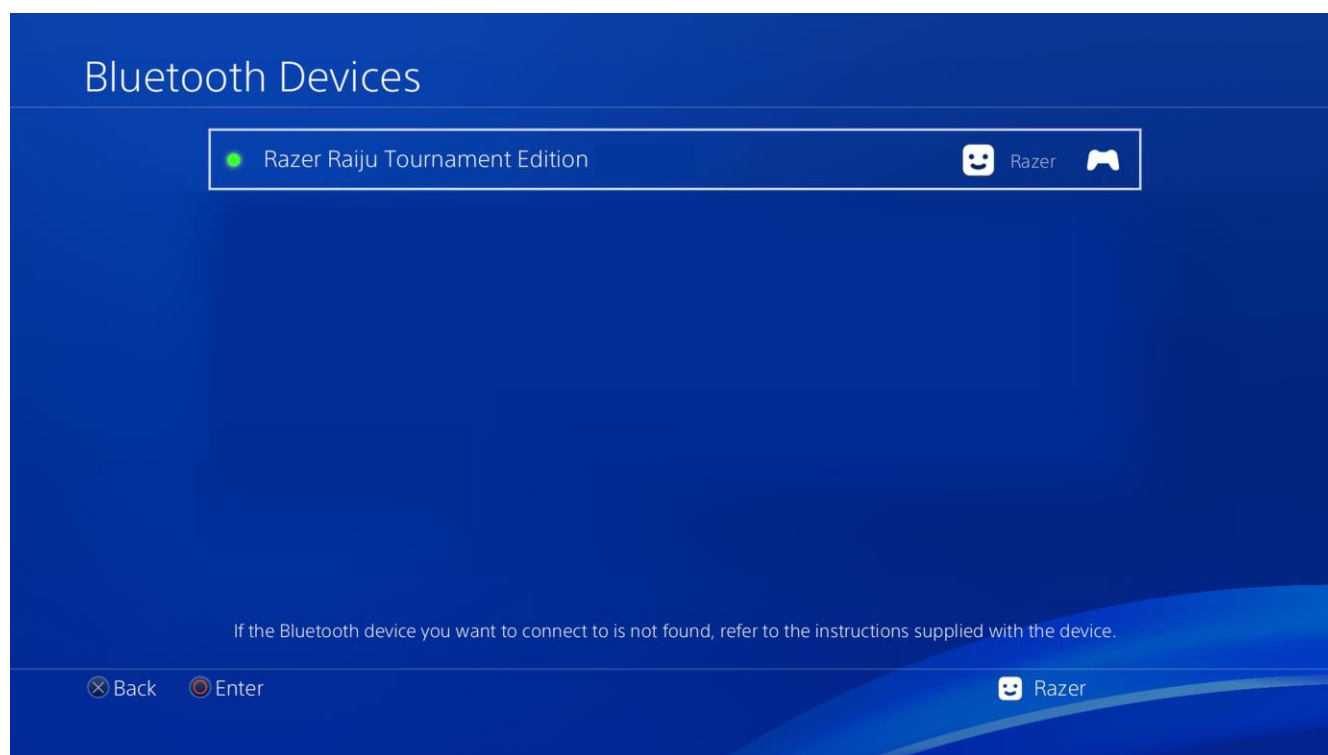 Bluetooth Devices
Razer Raiju Tournament Edition Razer
If the Bluetooth device you want to connect to is not found, refer to the instructions supplied with the device.
Back Enter Razer